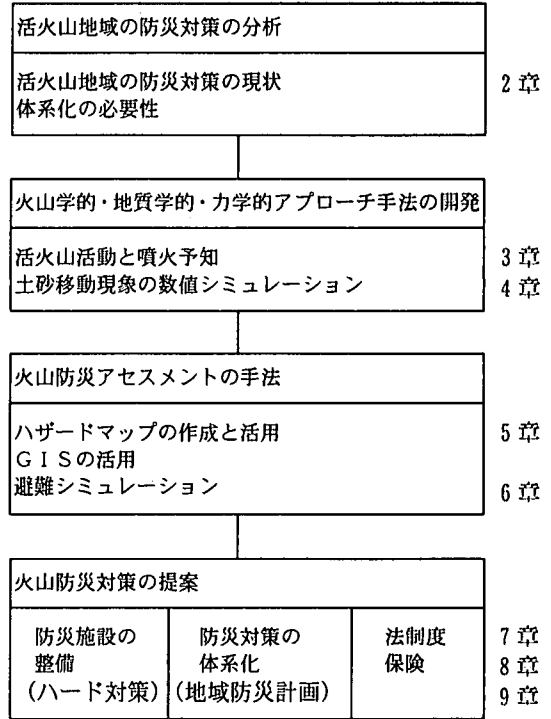 活火山地域の防災対策の分析
活火山地域の防災対策の現状 2章
体系化の必要性
火山学的・地質学的・力学的アプローチ手法の開発
活火山活動と噴火予知 3章
土砂移動現象の数値シミュレーション 4章
火山防災アセスメントの手法
ハザードマップの作成と活用 5章
GISの活用
避難シミュレーション 6章
火山防災対策の提案
防災施設の 防災対策の 法制度 7章
整備 体系化 保険 8章
(ハード対策) (地域防災計画) 9章